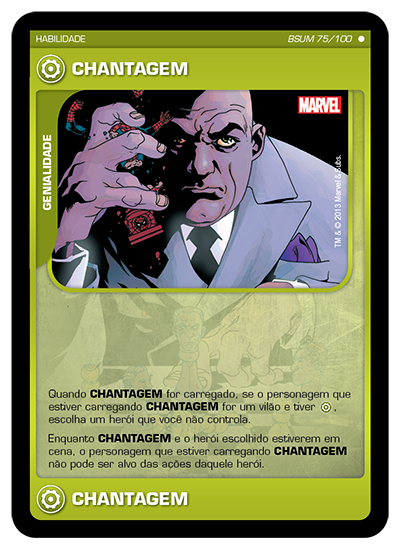 HABILIDADE
BSUM 75/100
CHANTAGEM
MARVEL
GENIALIDADE
TM & © 2013 Marvel & Subs.
Quando CHANTAGEM for carregado, se o personagem que
estiver carregando CHANTAGEM for um vilão e tiver ,
escolha um herói que você não controla.
Enquanto CHANTAGEM e o herói escolhido estiverem em
cena, o personagem que estiver carregando CHANTAGEM
não pode ser alvo das ações daquele herói.
CHANTAGEM